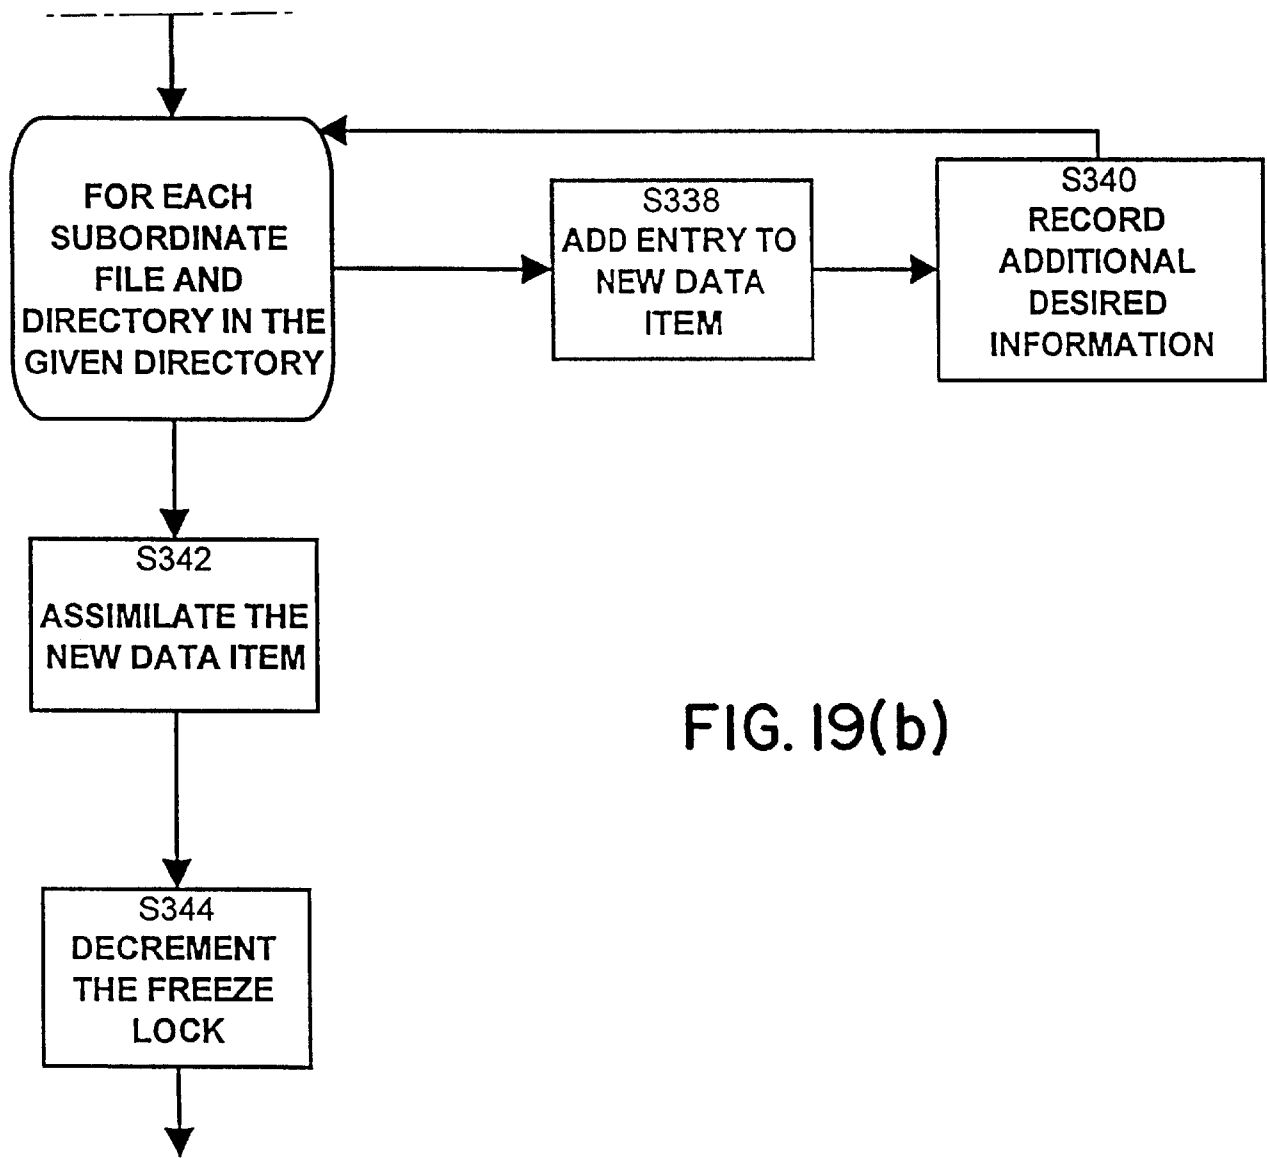 FOR EACH
SUBORDINATE
FILE AND
DIRECTORY IN THE
GIVEN DIRECTORY
S338
ADD ENTRY TO
NEW DATA
ITEM
S340
RECORD
ADDITIONAL
DESIRED
INFORMATION
S342
ASSIMILATE THE
NEW DATA ITEM
FIG. 19(b)
S344
DECREMENT
THE FREEZE
LOCK